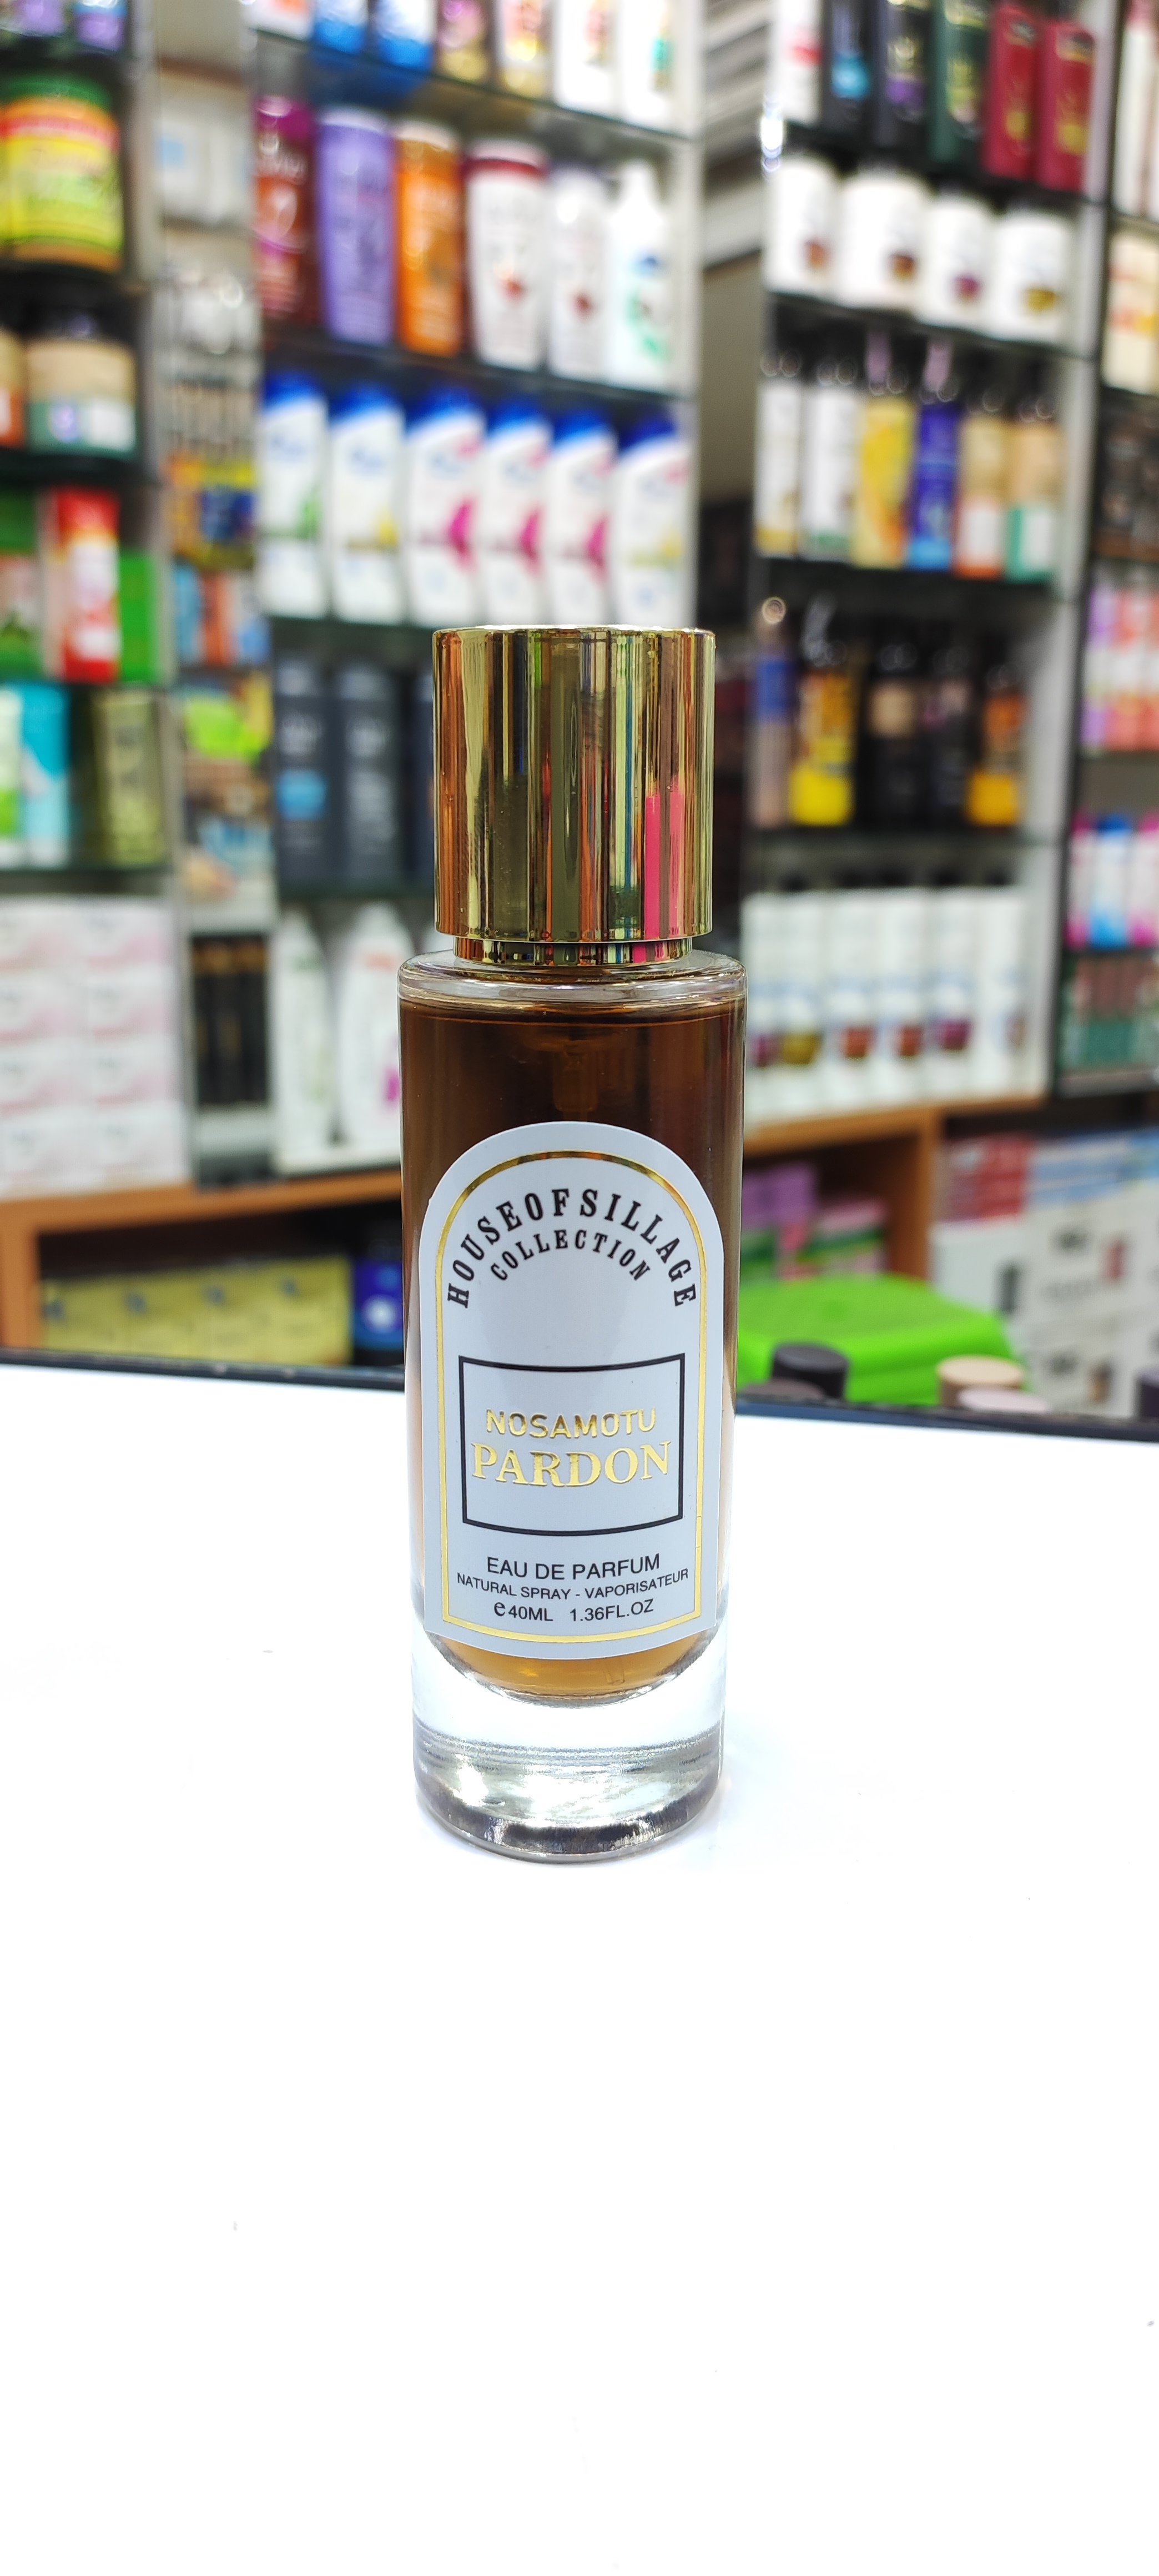 HOUSEOFSILLAGE
COLLECTION
NOSAMOTU
PARDON
EAU DE PARFUM
NATURAL SPRAY - VAPORISATEUR
e 40ML 1.36FL.OZ